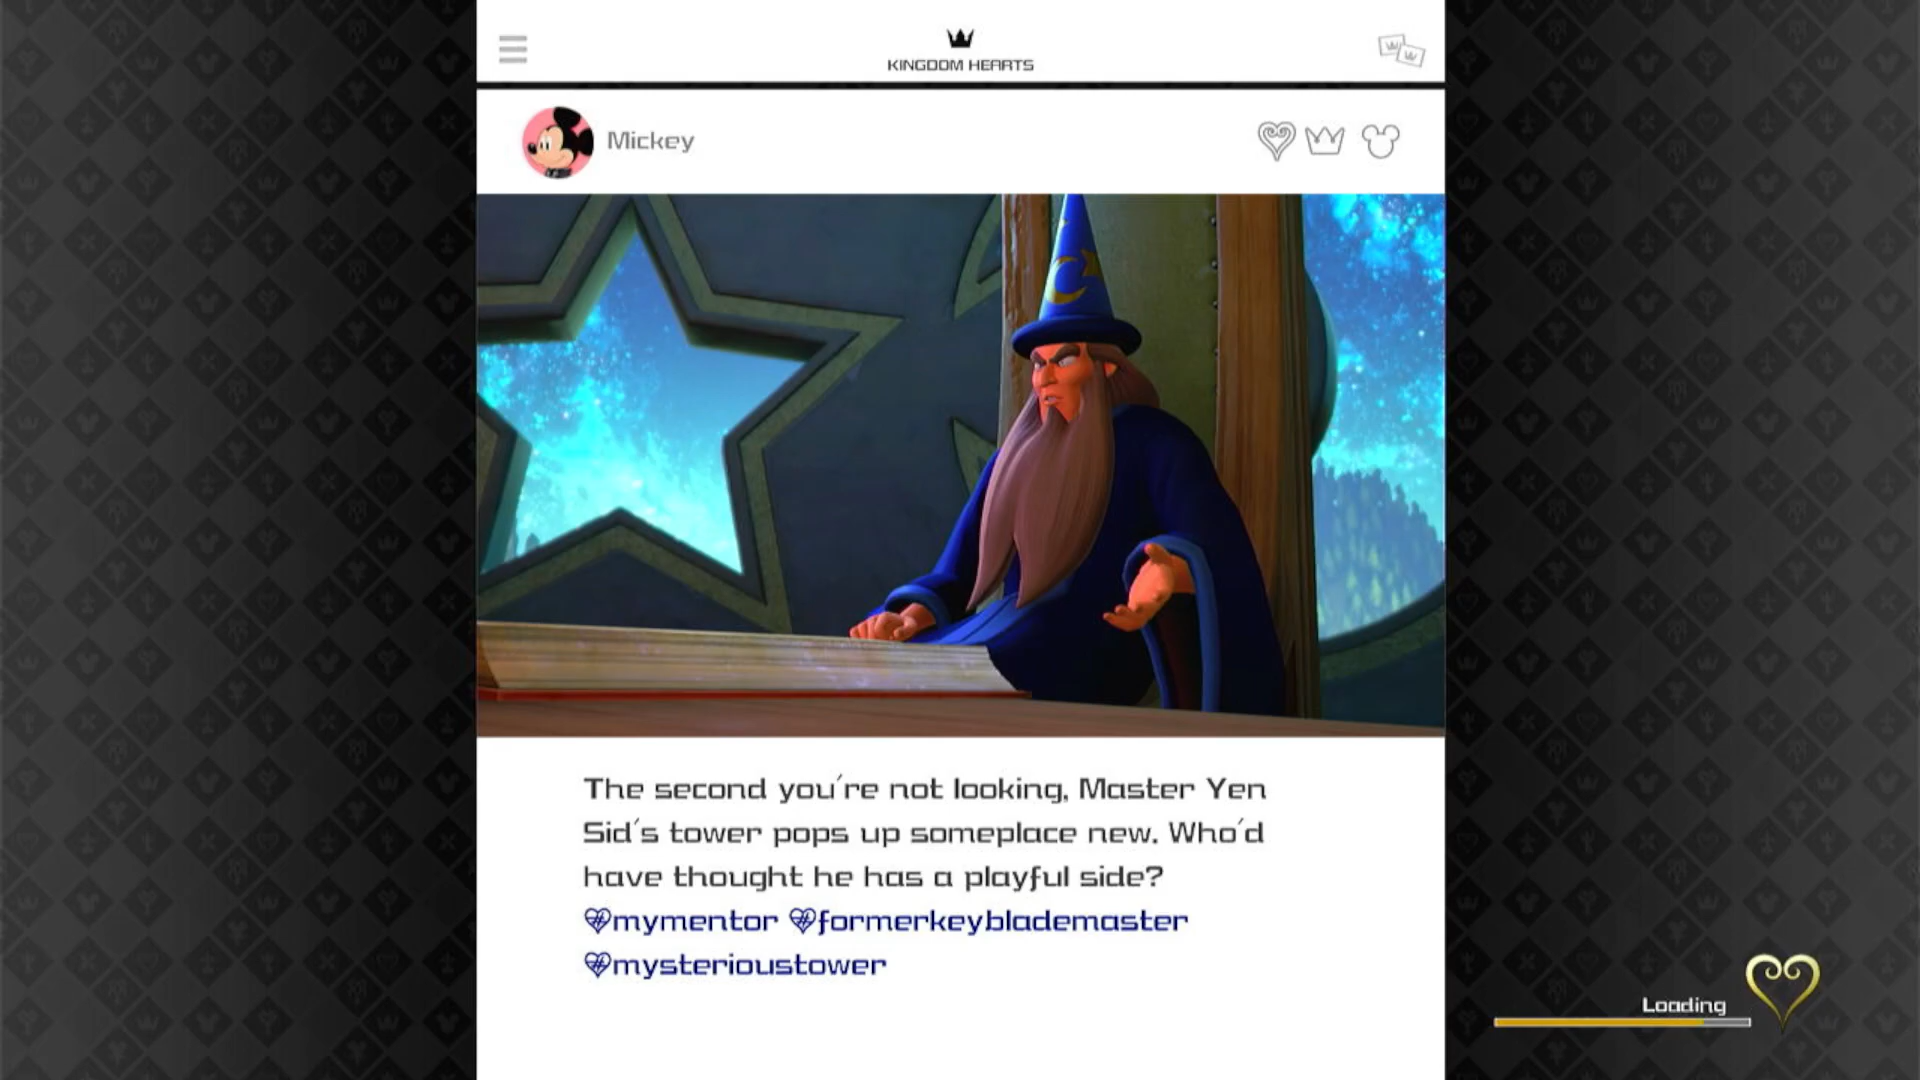 KINGDOM HEARTS
Mickey
The second you're not looking, Master Yen
Sid's tower pops up someplace new. Who'd
have thought he has a playful side?
#mymentor #formerkeyblademaster
#mysterioustower
Loading